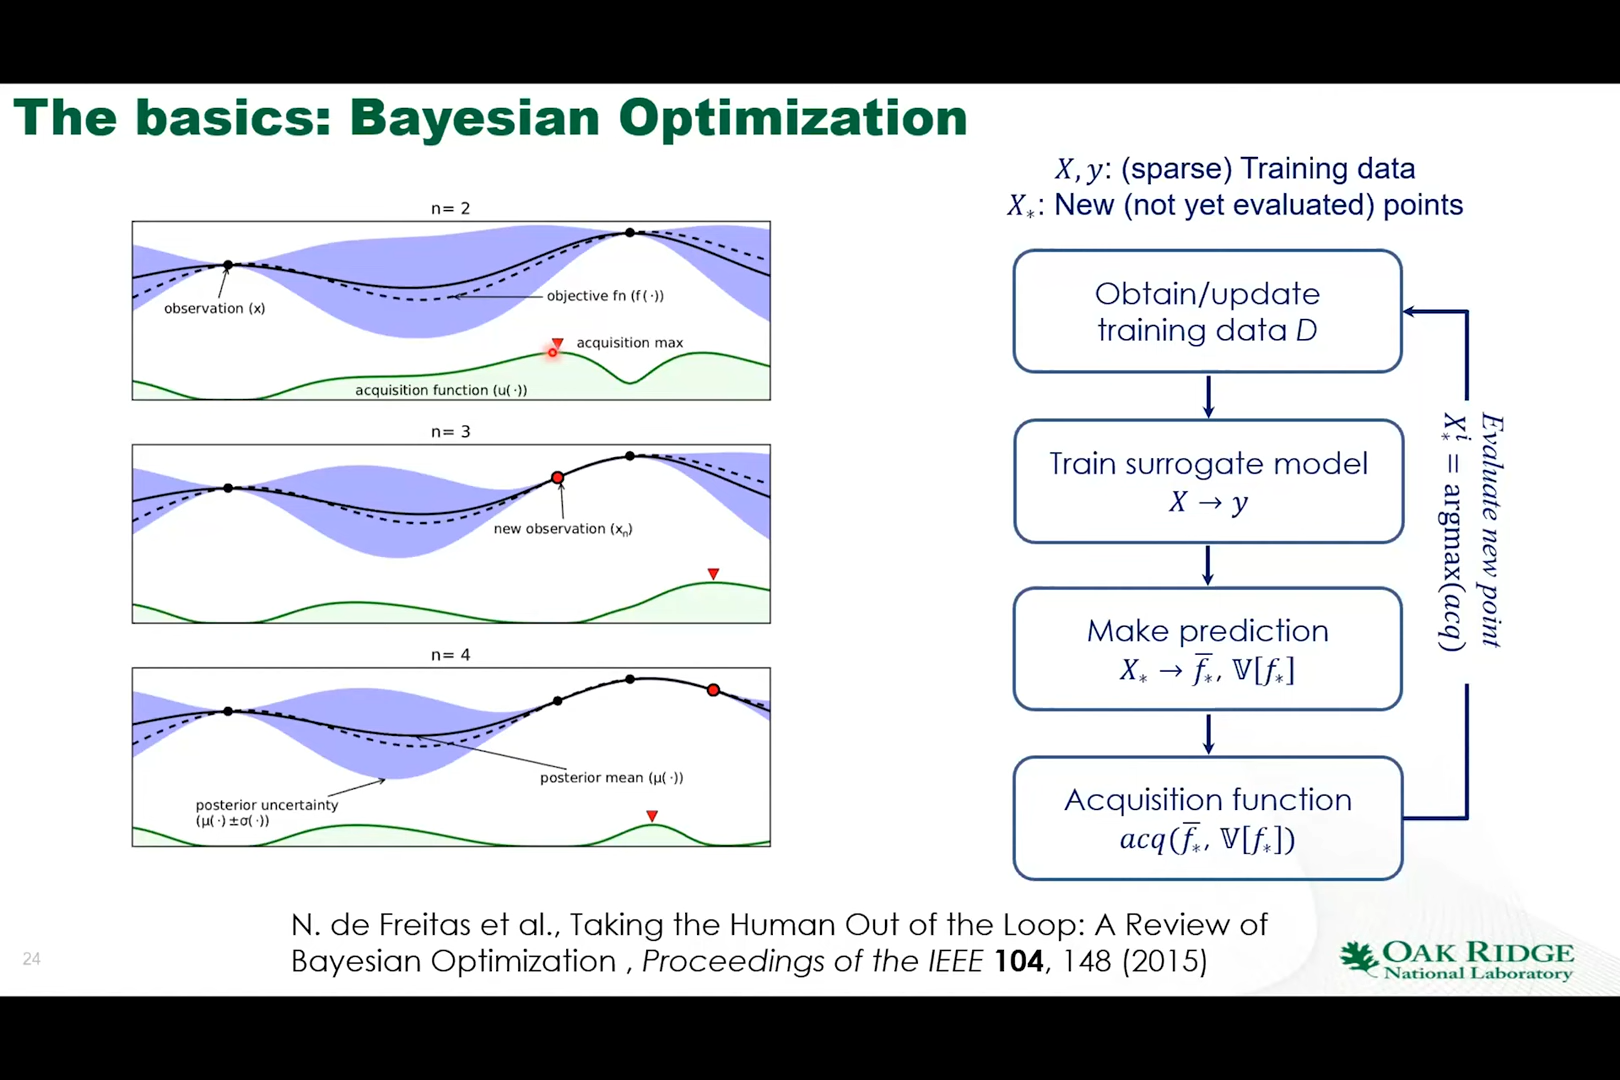 The basics: Bayesian Optimization
n= 2
observation (x)
objective fn (f(·))
acquisition max
acquisition function (u(·))
n= 3
new observation (xₙ)
n= 4
posterior mean (μ(·))
posterior uncertainty
(μ(·)±σ(·))
X, y: (sparse) Training data
X*: New (not yet evaluated) points
Obtain/update
training data D
Train surrogate model
X → y
Make prediction
X* → f̅*, 𝕍[f*]
Acquisition function
acq(f̅*, 𝕍[f*])
Evaluate new point
X*ⁱ = argmax(acq)
N. de Freitas et al., Taking the Human Out of the Loop: A Review of
Bayesian Optimization , Proceedings of the IEEE 104, 148 (2015)
24
OAK RIDGE
National Laboratory